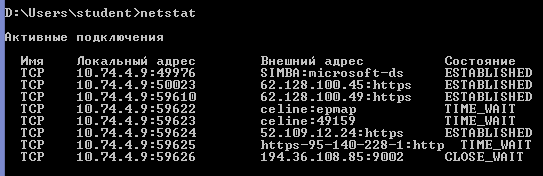 D:\Users\student>netstat
Активные подключения
Имя Локальный адрес Внешний адрес Состояние
TCP 10.74.4.9:49976 SIMBA:microsoft-ds ESTABLISHED
TCP 10.74.4.9:50023 62.128.100.45:https ESTABLISHED
TCP 10.74.4.9:59610 62.128.100.49:https ESTABLISHED
TCP 10.74.4.9:59622 celine:epmap TIME_WAIT
TCP 10.74.4.9:59623 celine:49159 TIME_WAIT
TCP 10.74.4.9:59624 52.109.12.24:https ESTABLISHED
TCP 10.74.4.9:59625 https-95-140-228-1:http TIME_WAIT
TCP 10.74.4.9:59626 194.36.108.85:9002 CLOSE_WAIT